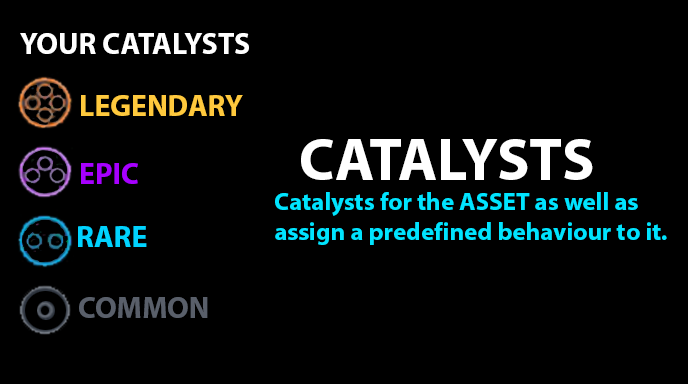 YOUR CATALYSTS
LEGENDARY
EPIC
RARE
COMMON
CATALYSTS
Catalysts for the ASSET as well as
assign a predefined behaviour to it.